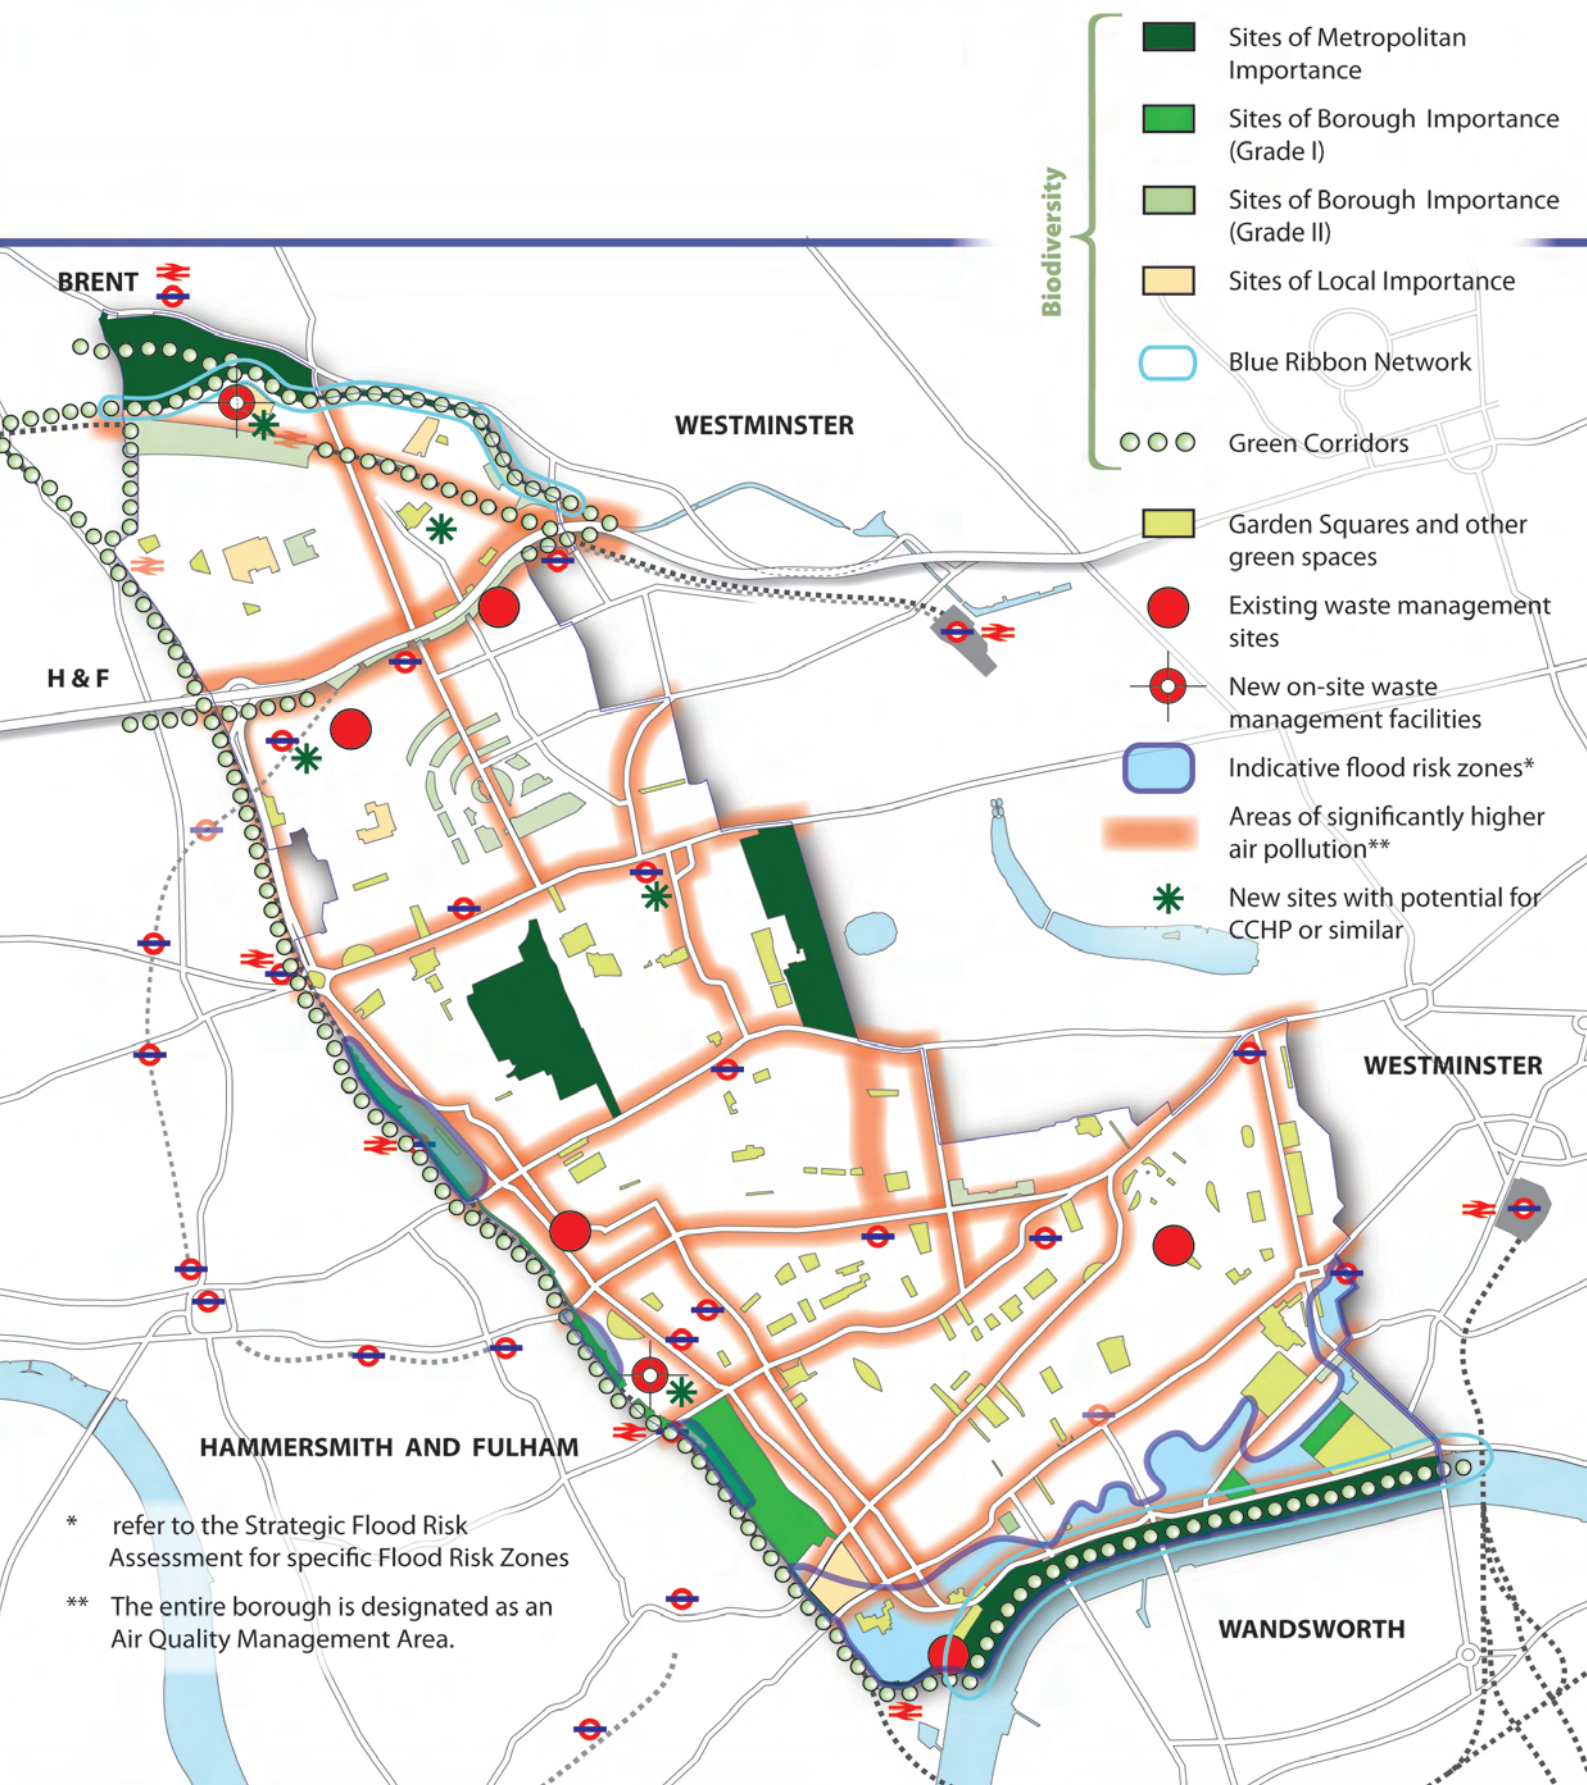 Sites of Metropolitan
Importance
Sites of Borough Importance
(Grade I)
Sites of Borough Importance
(Grade II)
Sites of Local Importance
Blue Ribbon Network
Green Corridors
Biodiversity
Garden Squares and other
green spaces
Existing waste management
sites
New on-site waste
management facilities
Indicative flood risk zones*
Areas of significantly higher
air pollution**
New sites with potential for
CCHP or similar
BRENT
WESTMINSTER
H & F
WESTMINSTER
HAMMERSMITH AND FULHAM
WANDSWORTH
* refer to the Strategic Flood Risk
Assessment for specific Flood Risk Zones
** The entire borough is designated as an
Air Quality Management Area.